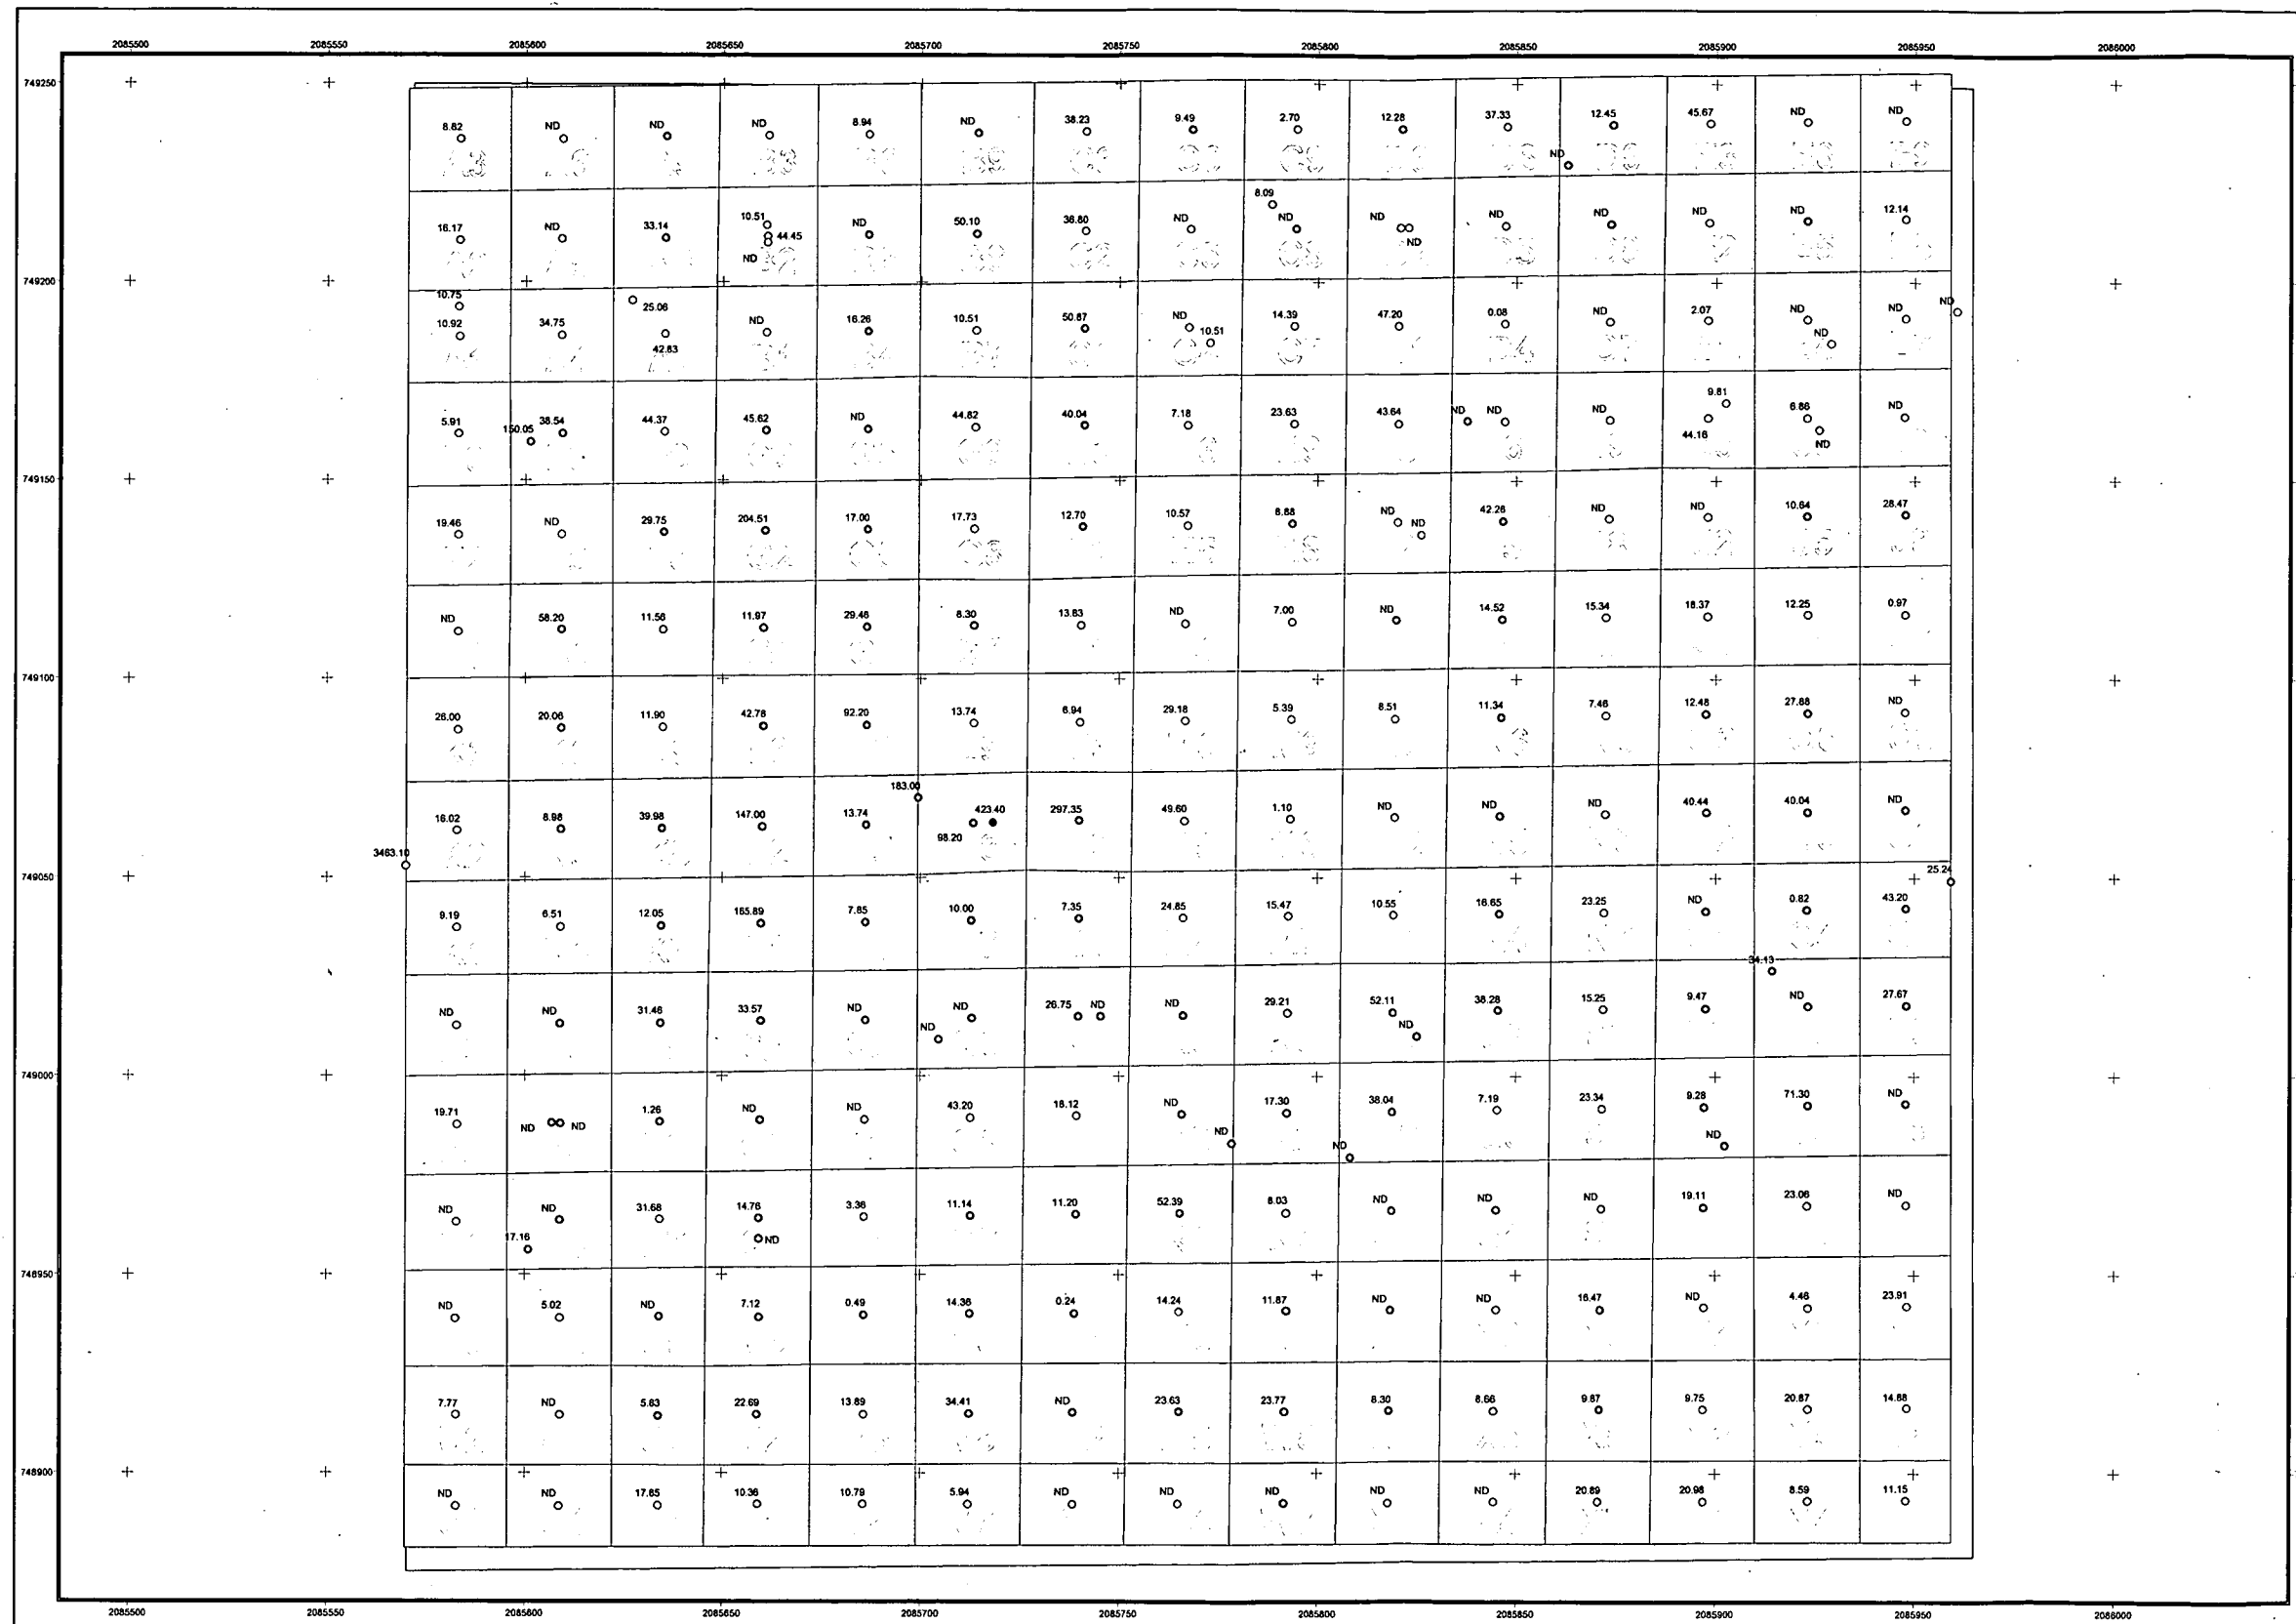 2085500 2085550 2085600 2085650 2085700 2085750 2085800 2085850 2085900 2085950 2086000
749250
8.82 ND ND ND 8.94 ND 38.23 9.49 2.70 12.28 37.33 12.45 45.67 ND ND
ND
8.09
16.17 ND 33.14 10.51 ND 50.10 36.80 ND ND ND ND ND ND ND 12.14
44.45 ND
ND
749200
10.75 25.06 ND
10.92 34.75 ND 16.26 10.51 50.87 ND 14.39 47.20 0.08 ND 2.07 ND ND
42.83 10.51 ND
9.81
5.91 38.54 44.37 45.62 ND 44.82 40.04 7.18 23.63 43.64 ND ND ND 6.86 ND
150.05 44.16 ND
749150
19.46 ND 29.75 204.51 17.00 17.73 12.70 10.57 8.88 ND ND 42.26 ND ND 10.64 28.47
ND 58.20 11.56 11.97 29.46 8.30 13.83 ND 7.00 ND 14.52 15.34 18.37 12.25 0.97
749100
26.00 20.06 11.90 42.78 92.20 13.74 6.94 29.18 5.39 8.51 11.34 7.46 12.48 27.88 ND
183.00
16.02 8.98 39.98 147.00 13.74 423.40 297.35 49.60 1.10 ND ND ND 40.44 40.04 ND
98.20
3463.10
749050
25.24
9.19 6.51 12.05 165.89 7.85 10.00 7.35 24.85 15.47 10.55 16.65 23.25 ND 0.82 43.20
34.13
ND ND 31.46 33.57 ND ND 26.75 ND ND 29.21 52.11 38.28 15.25 9.47 ND 27.67
ND ND
749000
19.71 1.26 ND ND 43.20 16.12 ND 17.30 38.04 7.19 23.34 9.28 71.30 ND
ND ND ND ND ND
ND ND 31.68 14.76 3.36 11.14 11.20 52.39 8.03 ND ND ND 19.11 23.06 ND
17.16 ND
748950
ND 5.02 ND 7.12 0.49 14.36 0.24 14.24 11.87 ND ND 16.47 ND 4.46 23.91
7.77 ND 5.83 22.69 13.89 34.41 ND 23.63 23.77 8.30 8.66 9.87 9.75 20.87 14.88
748900
ND ND 17.65 10.36 10.79 5.94 ND ND ND ND ND 20.89 20.98 8.59 11.15
2085500 2085550 2085600 2085650 2085700 2085750 2085800 2085850 2085900 2085950 2086000